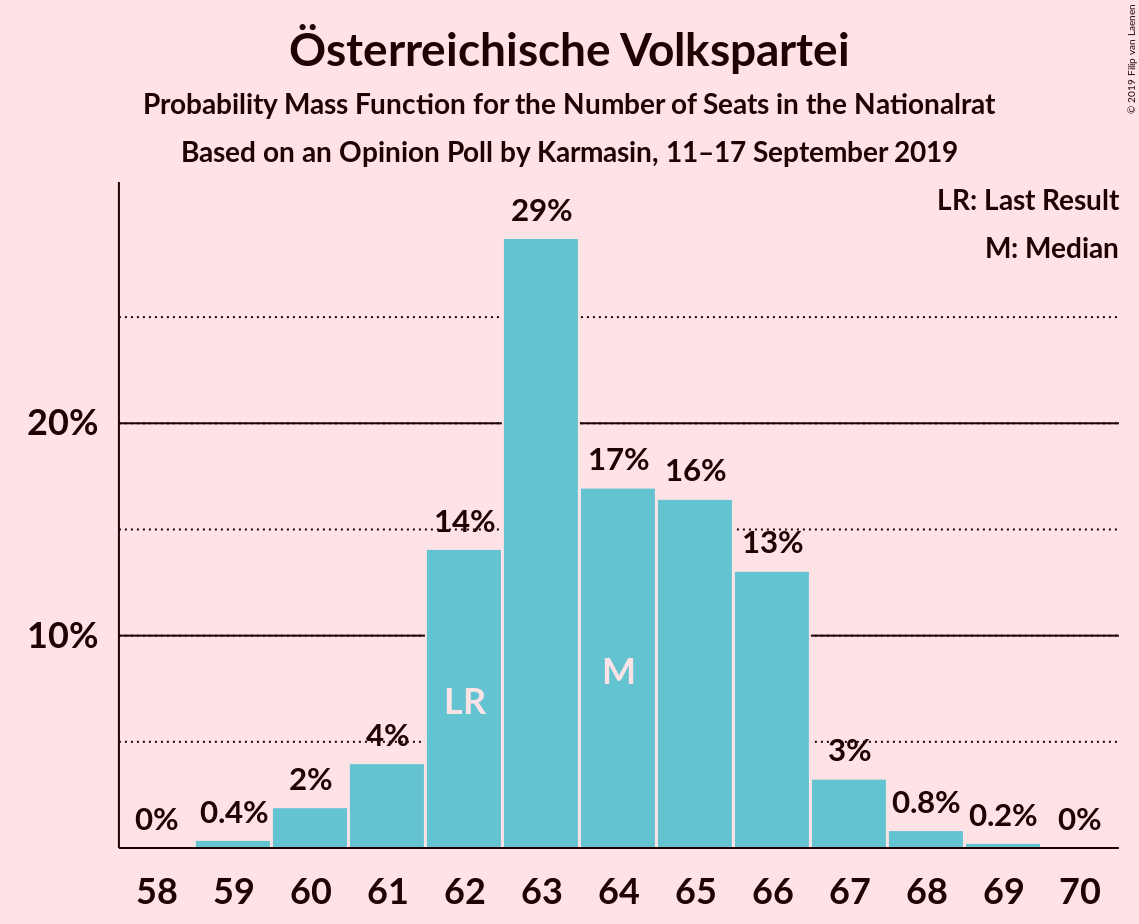 Österreichische Volkspartei
Probability Mass Function for the Number of Seats in the Nationalrat
Based on an Opinion Poll by Karmasin, 11–17 September 2019
© 2019 Filip van Laenen
LR: Last Result
M: Median
20%
10%
0%
0.4%
2%
4%
14%
29%
17%
16%
13%
3%
0.8%
0.2%
0%
LR
M
58 59 60 61 62 63 64 65 66 67 68 69 70